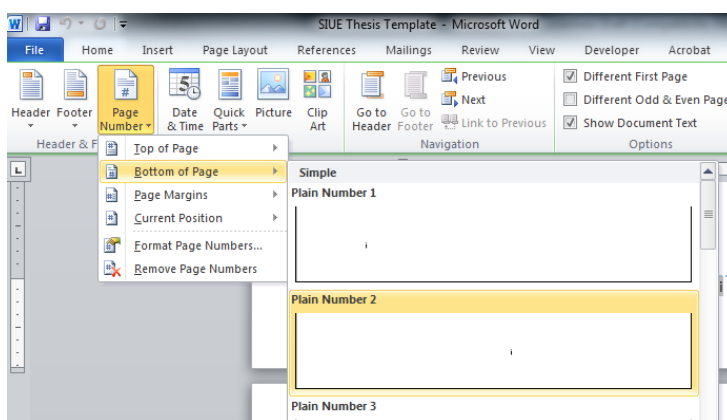 W
SIUE Thesis Template - Microsoft Word
File Home Insert Page Layout References Mailings Review View Developer Acrobat
Header Footer Page Number Date & Time Quick Parts Picture Clip Art Go to Header Go to Footer Previous Next Link to Previous Different First Page Different Odd & Even Page Show Document Text
Header & F Navigation Options
L
Top of Page
Bottom of Page
Page Margins
Current Position
Format Page Numbers...
Remove Page Numbers
Simple
Plain Number 1
i
Plain Number 2
i
Plain Number 3